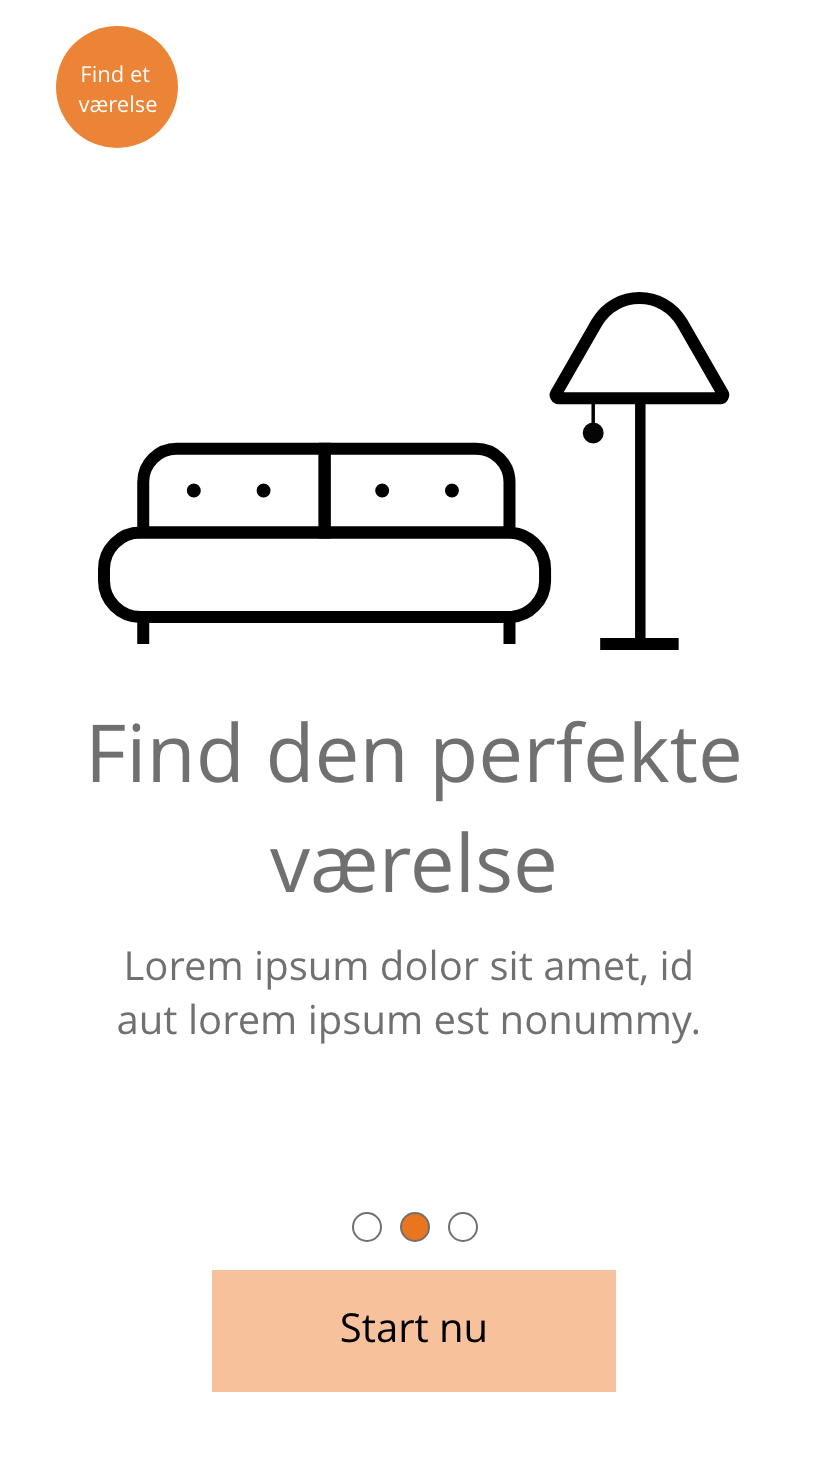 Find et
værelse
Find den perfekte
værelse
Lorem ipsum dolor sit amet, id
aut lorem ipsum est nonummy.
Start nu